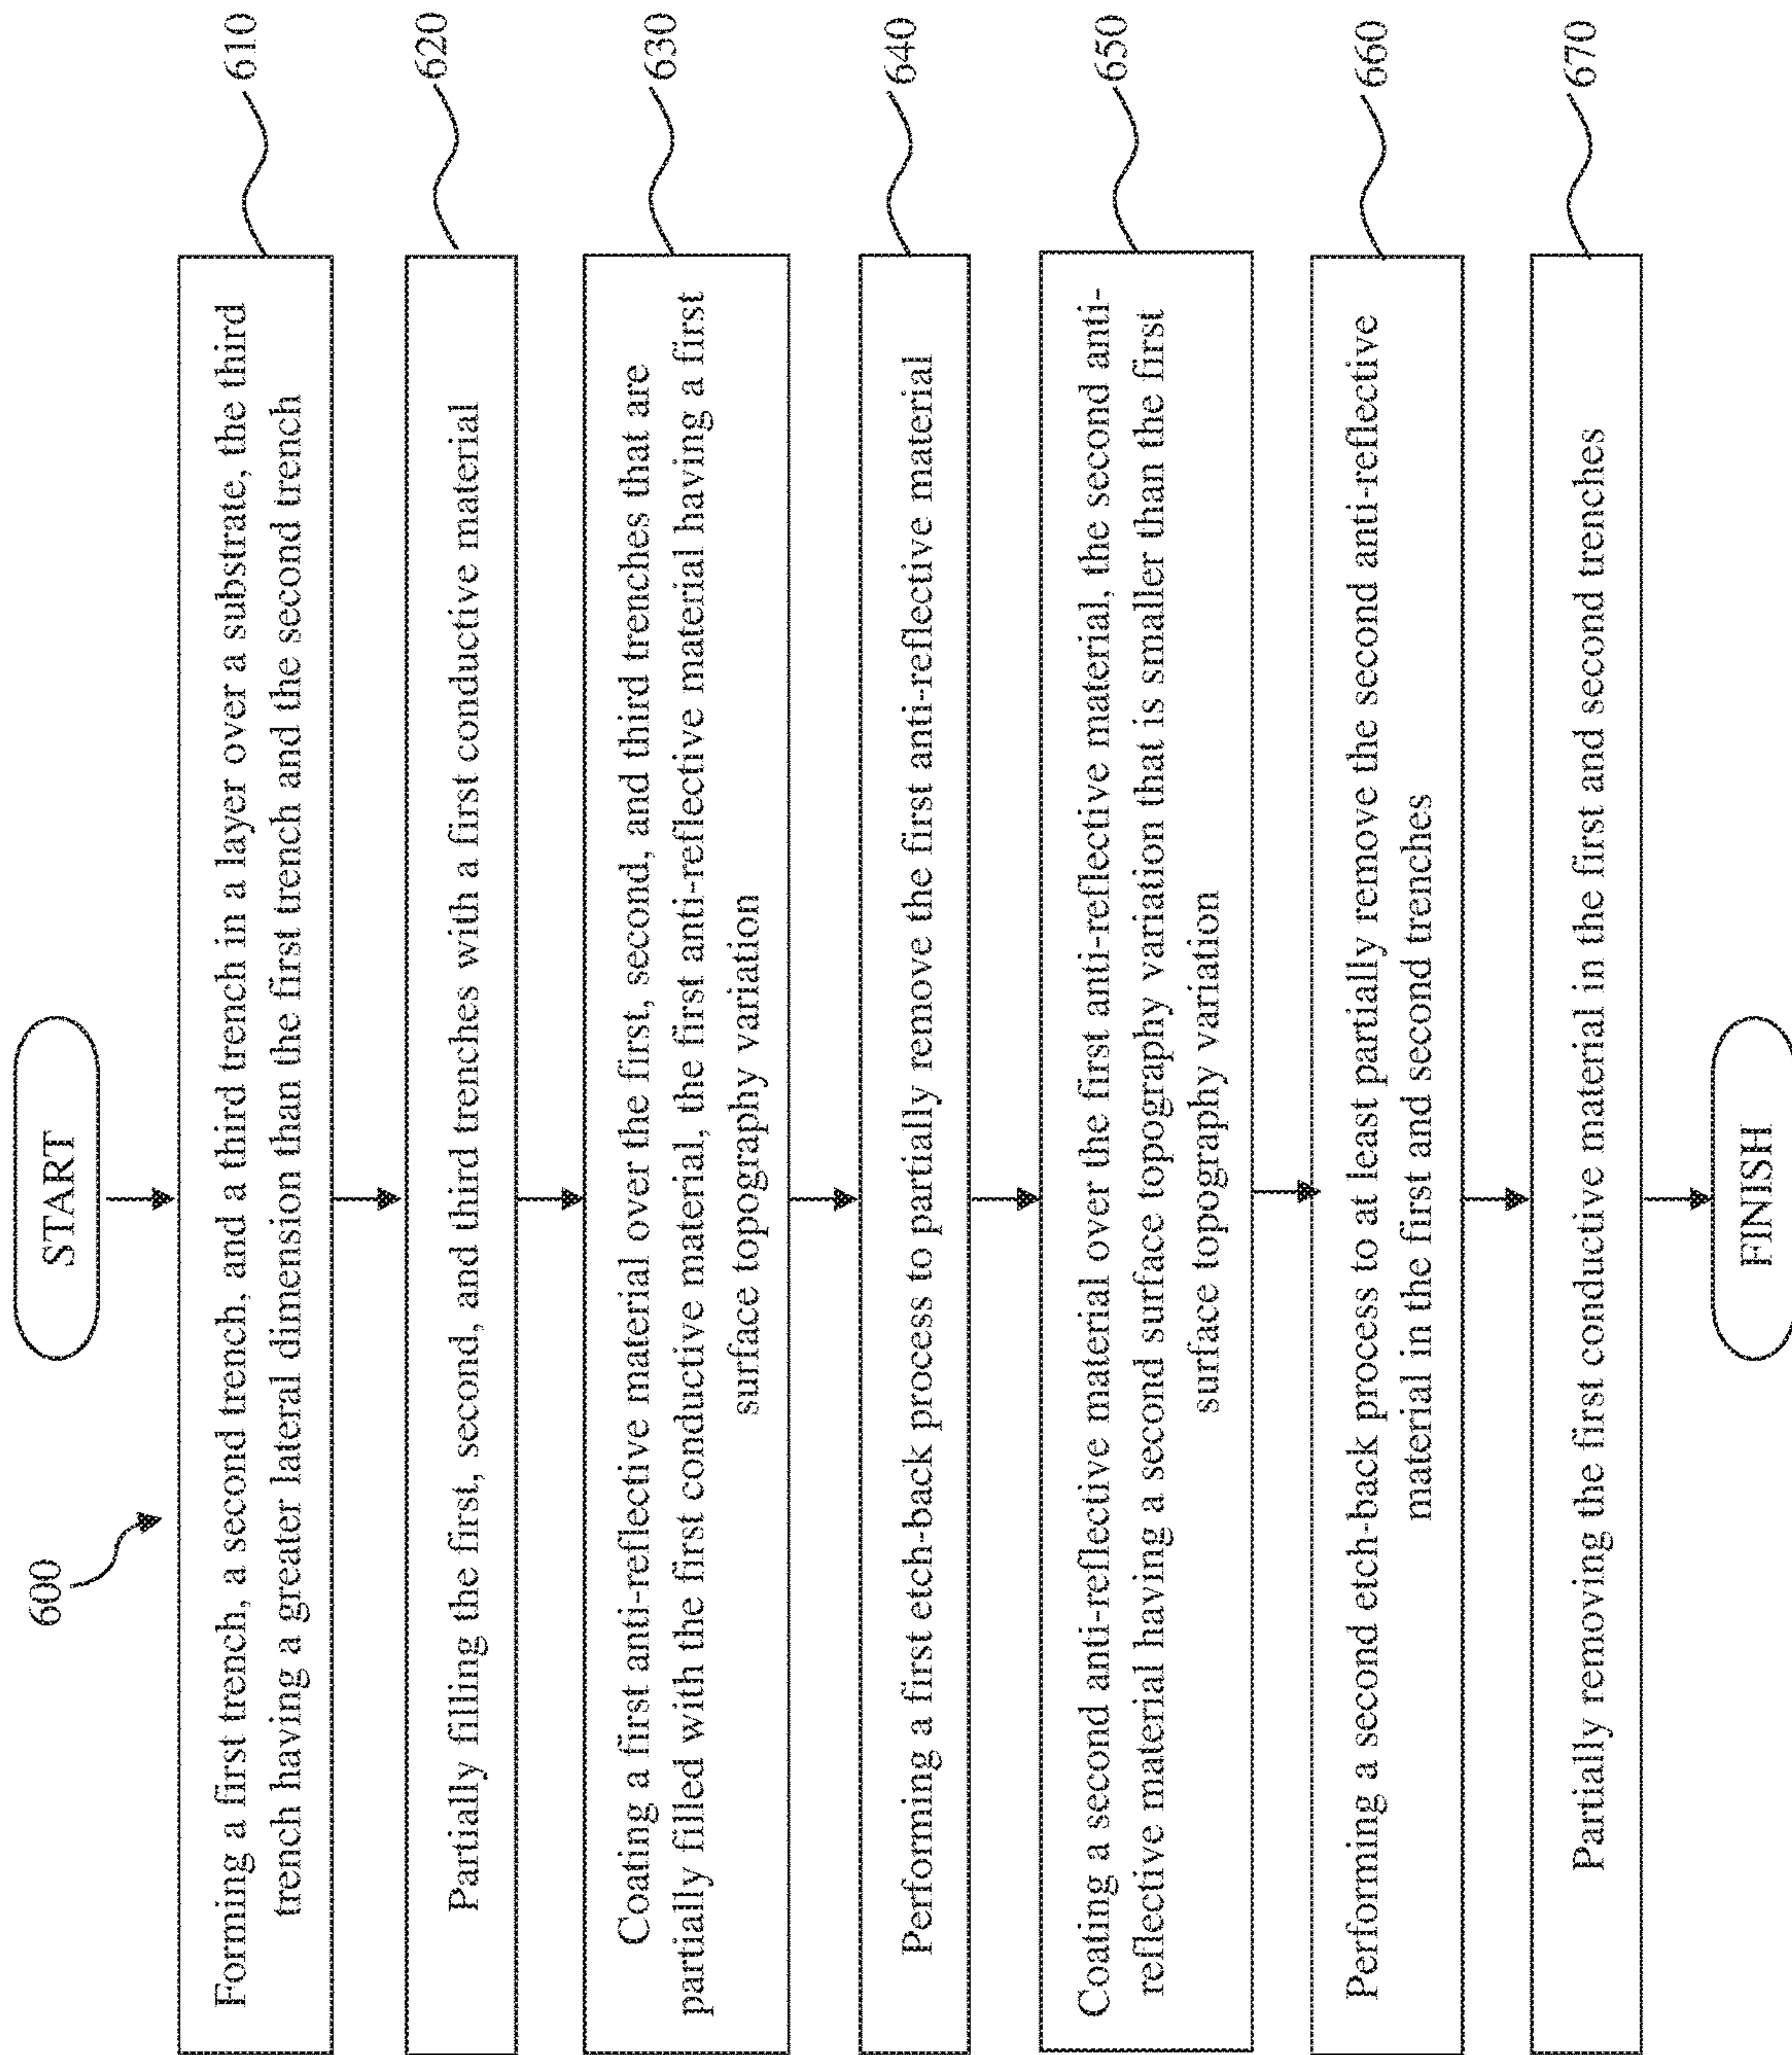 600
START
Forming a first trench, a second trench, and a third trench in a layer over a substrate, the third
trench having a greater lateral dimension than the first trench and the second trench
610
Partially filling the first, second, and third trenches with a first conductive material
620
Coating a first anti-reflective material over the first, second, and third trenches that are
partially filled with the first conductive material, the first anti-reflective material having a first
surface topography variation
630
Performing a first etch-back process to partially remove the first anti-reflective material
640
Coating a second anti-reflective material over the first anti-reflective material, the second anti-
reflective material having a second surface topography variation that is smaller than the first
surface topography variation
650
Performing a second etch-back process to at least partially remove the second anti-reflective
material in the first and second trenches
660
Partially removing the first conductive material in the first and second trenches
670
FINISH